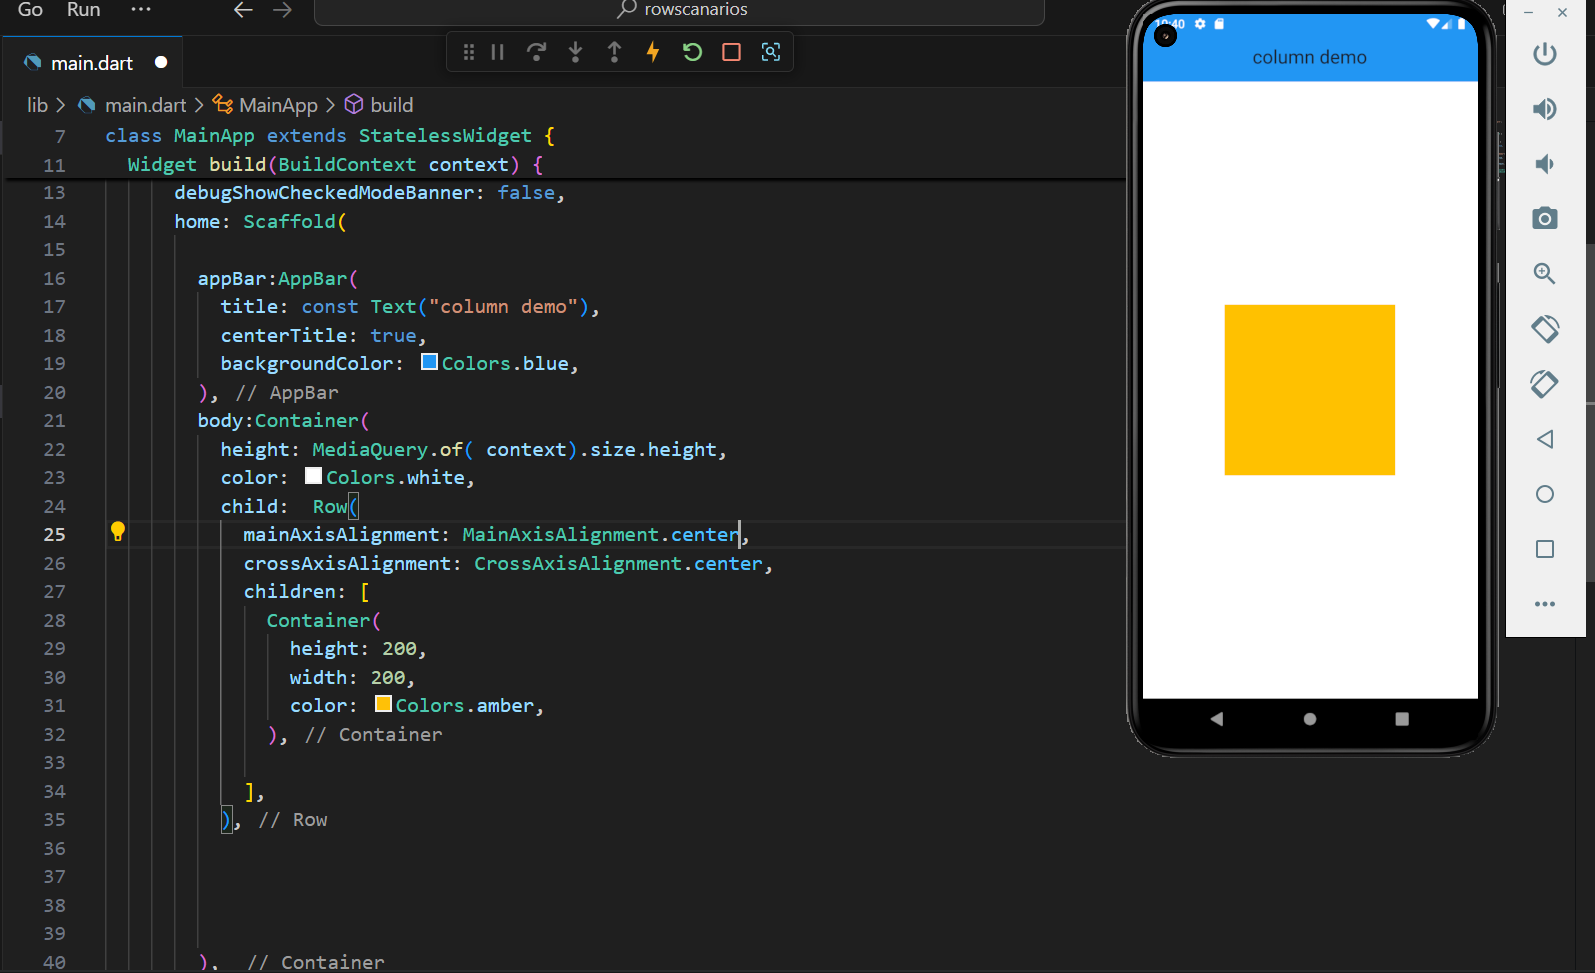 Go Run ··· rowscanarios
main.dart
lib > main.dart > MainApp > build
7 class MainApp extends StatelessWidget {
11 Widget build(BuildContext context) {
13 debugShowCheckedModeBanner: false,
14 home: Scaffold(
15
16 appBar:AppBar(
17 title: const Text("column demo"),
18 centerTitle: true,
19 backgroundColor: Colors.blue,
20 ), // AppBar
21 body:Container(
22 height: MediaQuery.of( context).size.height,
23 color: Colors.white,
24 child:  Row(
25 mainAxisAlignment: MainAxisAlignment.center,
26 crossAxisAlignment: CrossAxisAlignment.center,
27 children: [
28 Container(
29 height: 200,
30 width: 200,
31 color: Colors.amber,
32 ), // Container
33
34 ],
35 ), // Row
36
37
38
39
40 ), // Container
column demo